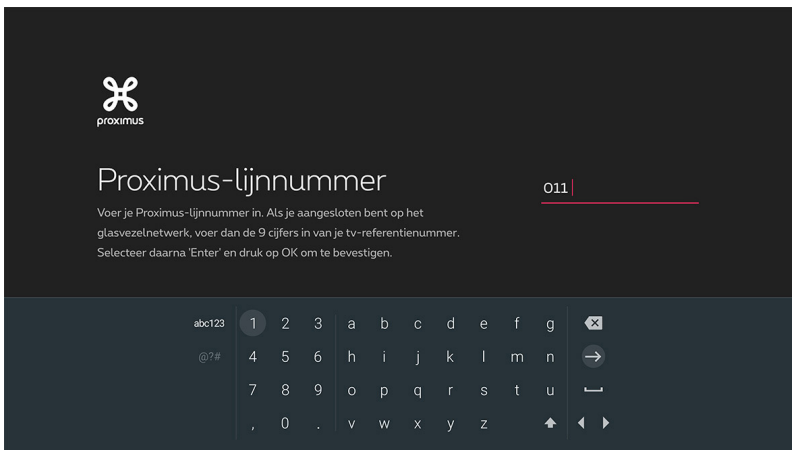 proximus
Proximus-lijnnummer
011
Voer je Proximus-lijnnummer in. Als je aangesloten bent op het
glasvezelnetwerk, voer dan de 9 cijfers in van je tv-referentienummer.
Selecteer daarna 'Enter' en druk op OK om te bevestigen.
abc123 1 2 3 a b c d e f g
@?# 4 5 6 h i j k l m n
7 8 9 o p q r s t u
, 0 . v w x y z